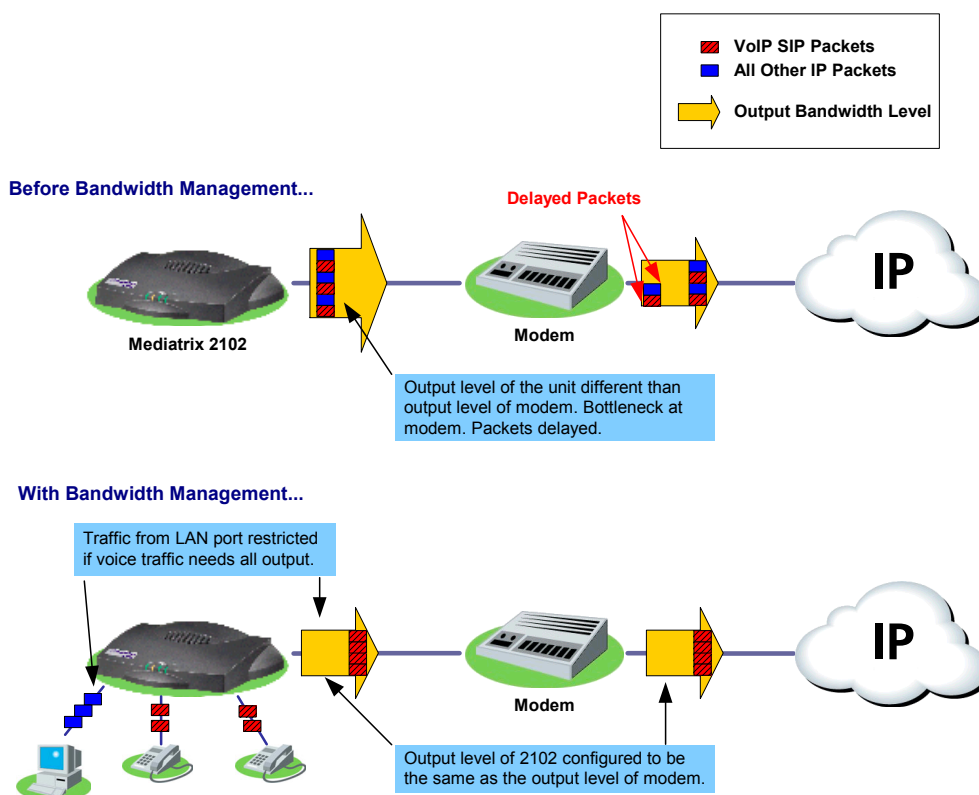 VoIP SIP Packets
All Other IP Packets
Output Bandwidth Level
Before Bandwidth Management...
Delayed Packets
IP
Mediatrix 2102
Modem
Output level of the unit different than
output level of modem. Bottleneck at
modem. Packets delayed.
With Bandwidth Management...
Traffic from LAN port restricted
if voice traffic needs all output.
IP
Modem
Output level of 2102 configured to be
the same as the output level of modem.